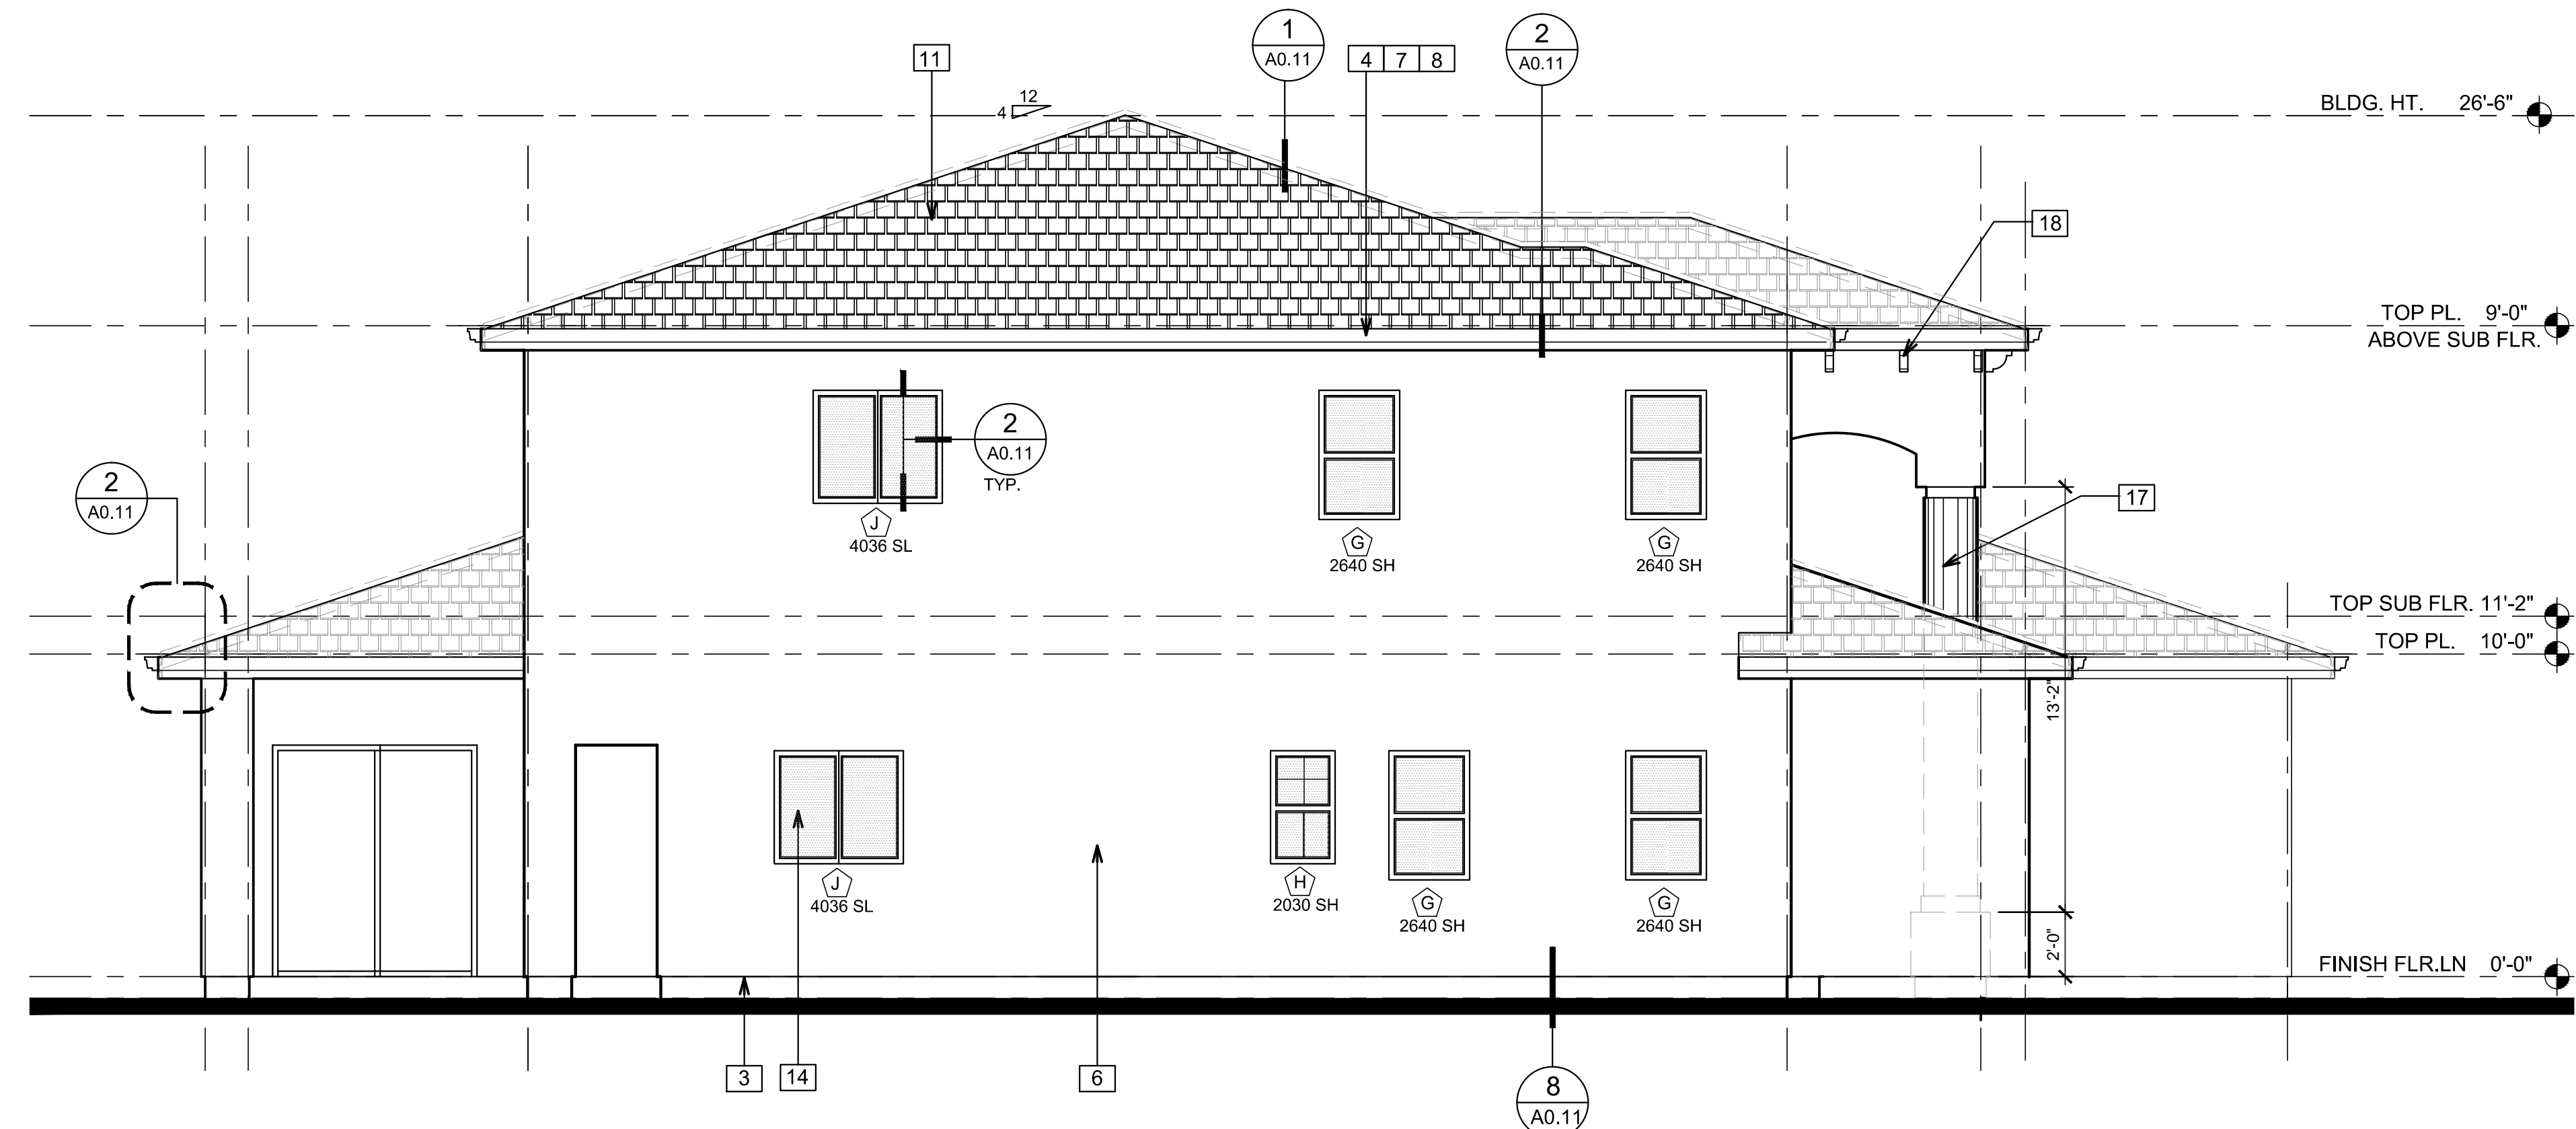 1
A0.11
2
A0.11
11
4 7 8
12
4
BLDG. HT. 26'-6"
18
TOP PL. 9'-0"
ABOVE SUB FLR.
2
A0.11
TYP.
2
A0.11
17
J
4036 SL
G
2640 SH
G
2640 SH
TOP SUB FLR. 11'-2"
TOP PL. 10'-0"
13'-2"
J
4036 SL
H
2030 SH
G
2640 SH
G
2640 SH
2'-0"
FINISH FLR.LN 0'-0"
3
14
6
8
A0.11